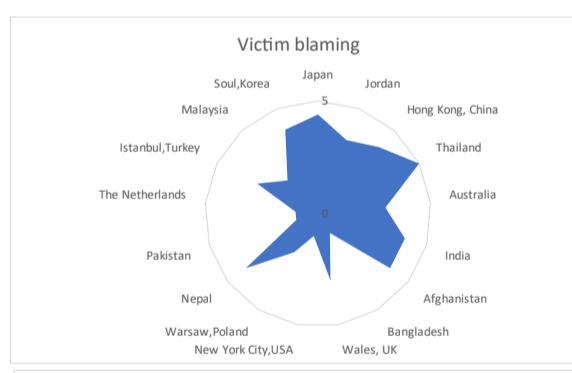 Victim blaming
Japan
Soul,Korea
Jordan
5
Malaysia
Hong Kong, China
Istanbul,Turkey
Thailand
The Netherlands
Australia
0
Pakistan
India
Nepal
Afghanistan
Warsaw,Poland
Bangladesh
New York City,USA
Wales, UK